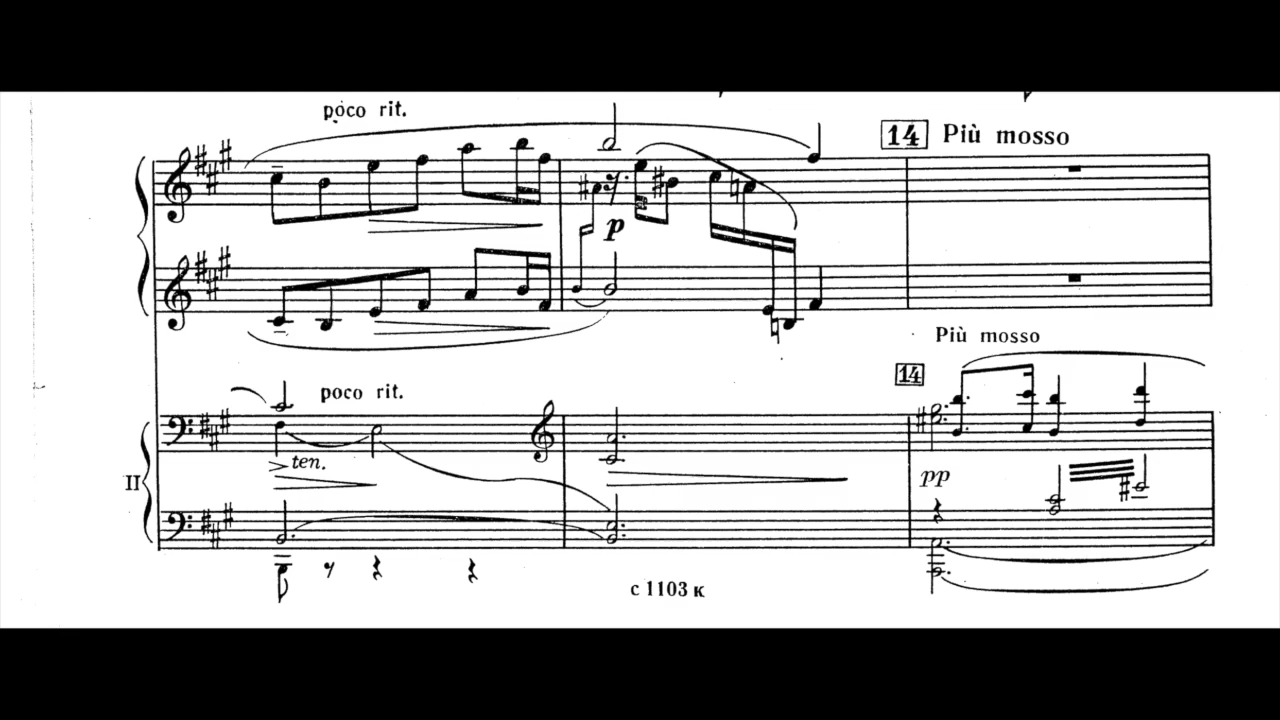 poco rit.
14 Più mosso
p
Più mosso
14
poco rit.
ten.
II
pp
с 1103 к